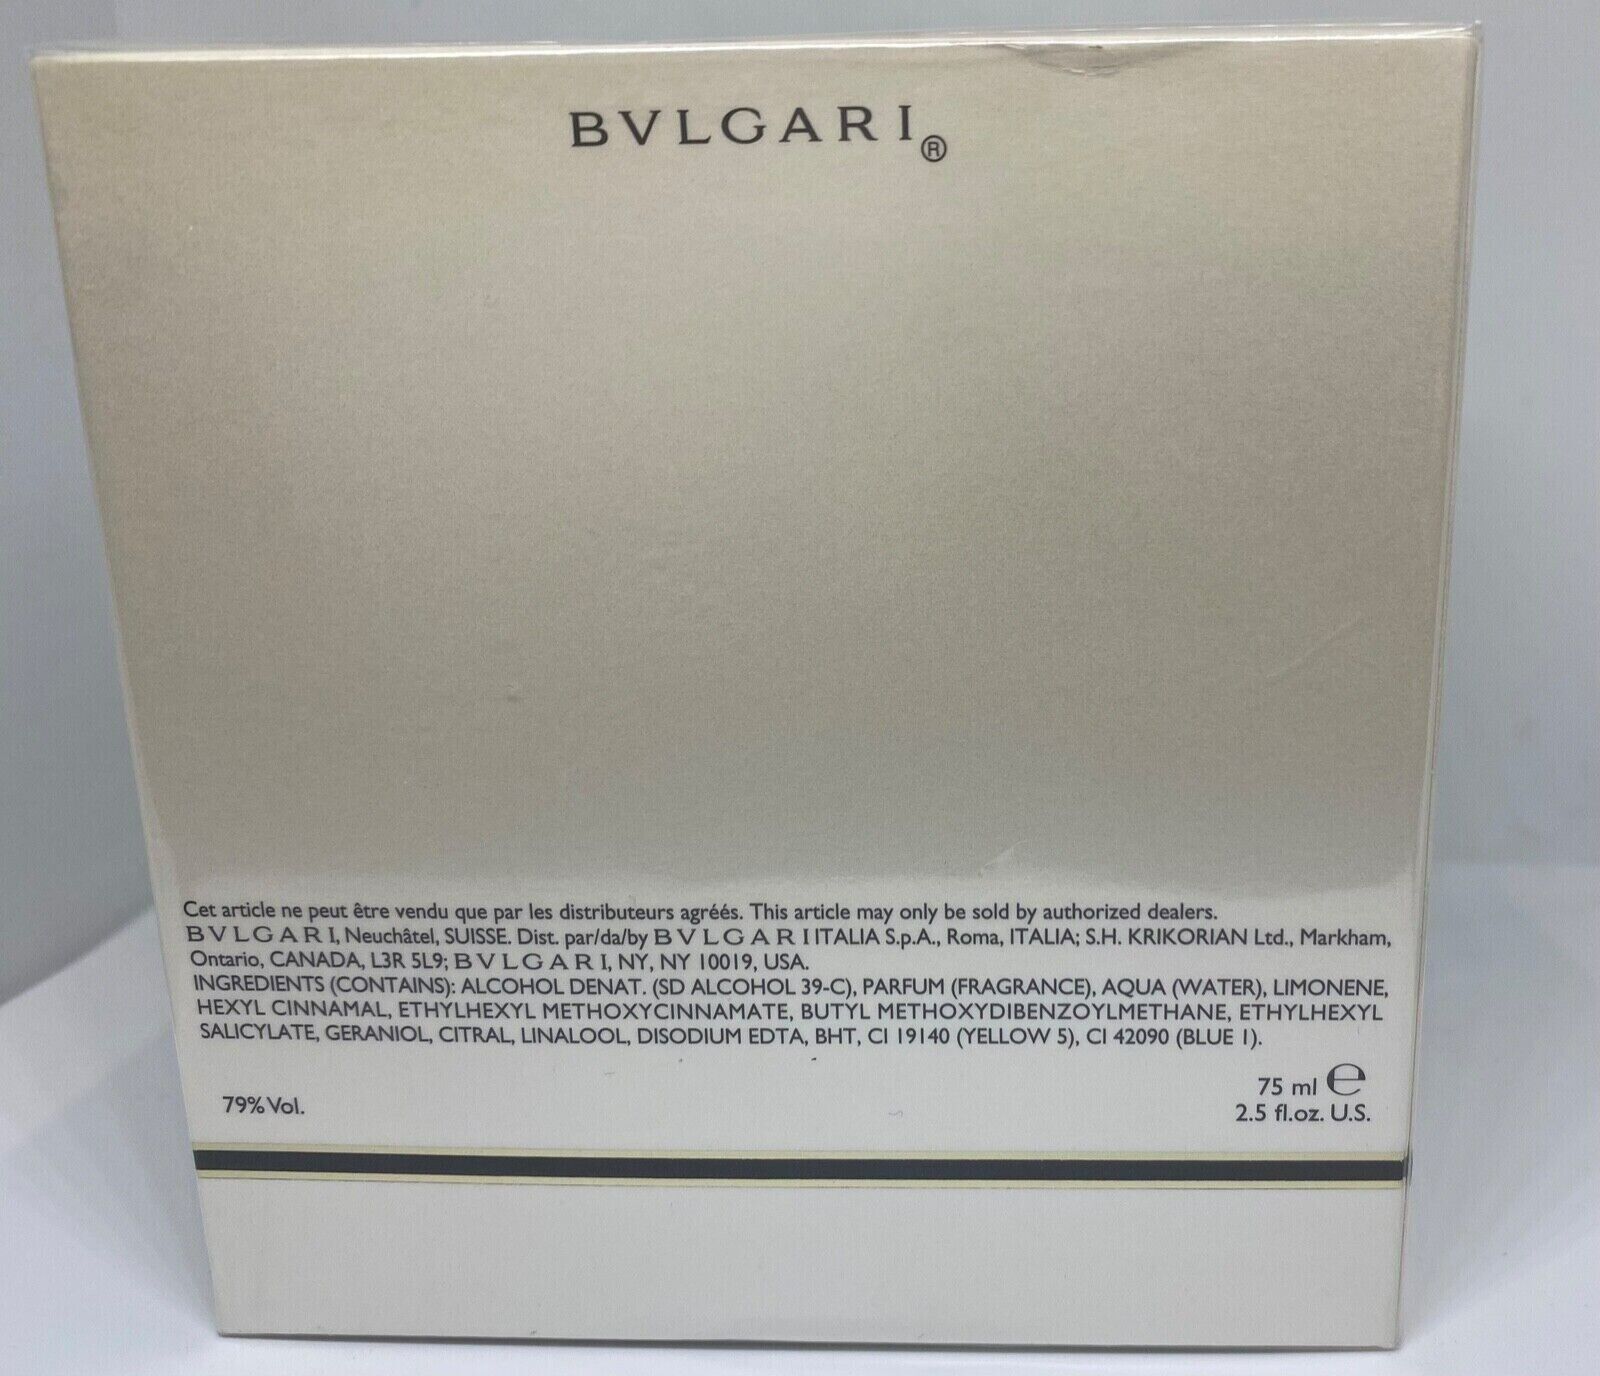 BVLGARI®
Cet article ne peut être vendu que par les distributeurs agréés. This article may only be sold by authorized dealers.
BVLGARI, Neuchâtel, SUISSE. Dist. par/da/by BVLGARI ITALIA S.p.A., Roma, ITALIA; S.H. KRIKORIAN Ltd., Markham,
Ontario, CANADA, L3R 5L9; BVLGARI, NY, NY 10019, USA.
INGREDIENTS (CONTAINS): ALCOHOL DENAT. (SD ALCOHOL 39-C), PARFUM (FRAGRANCE), AQUA (WATER), LIMONENE,
HEXYL CINNAMAL, ETHYLHEXYL METHOXYCINNAMATE, BUTYL METHOXYDIBENZOYLMETHANE, ETHYLHEXYL
SALICYLATE, GERANIOL, CITRAL, LINALOOL, DISODIUM EDTA, BHT, CI 19140 (YELLOW 5), CI 42090 (BLUE 1).
79% Vol.
75 ml ℮
2.5 fl.oz. U.S.